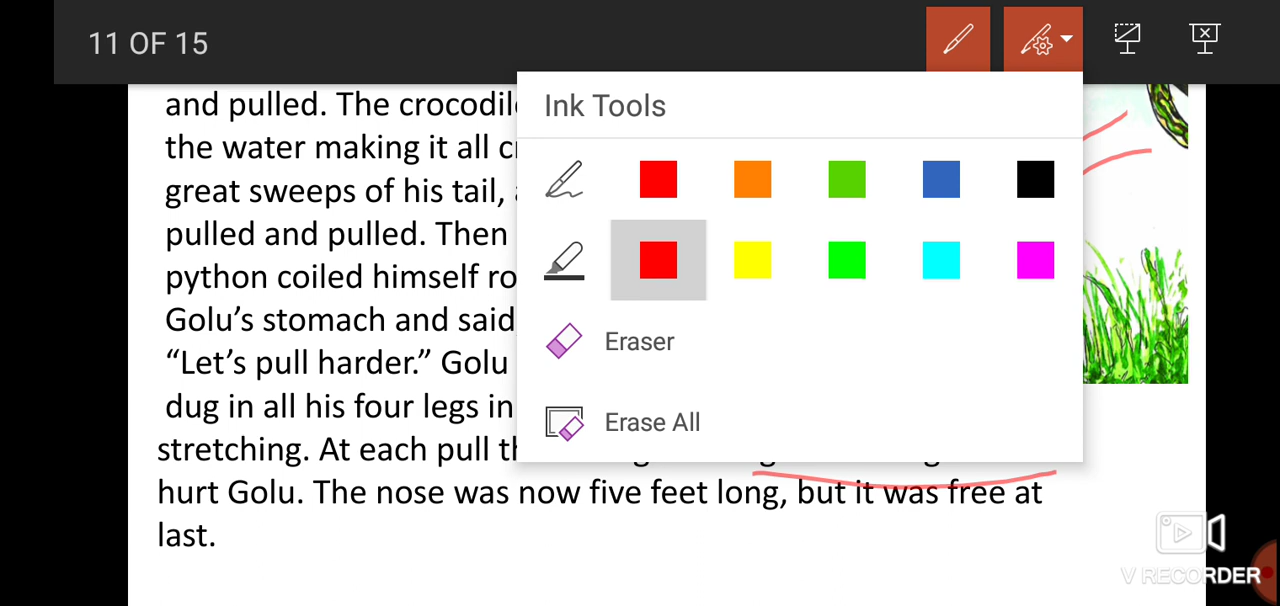 11 OF 15
Ink Tools
Eraser
Erase All
and pulled. The crocodile
the water making it all
great sweeps of his tail,
pulled and pulled. Then
python coiled himself
Golu’s stomach and said
“Let’s pull harder.” Golu
dug in all his four legs in
stretching. At each pull
hurt Golu. The nose was now five feet long, but it was free at
last.
V RECORDER